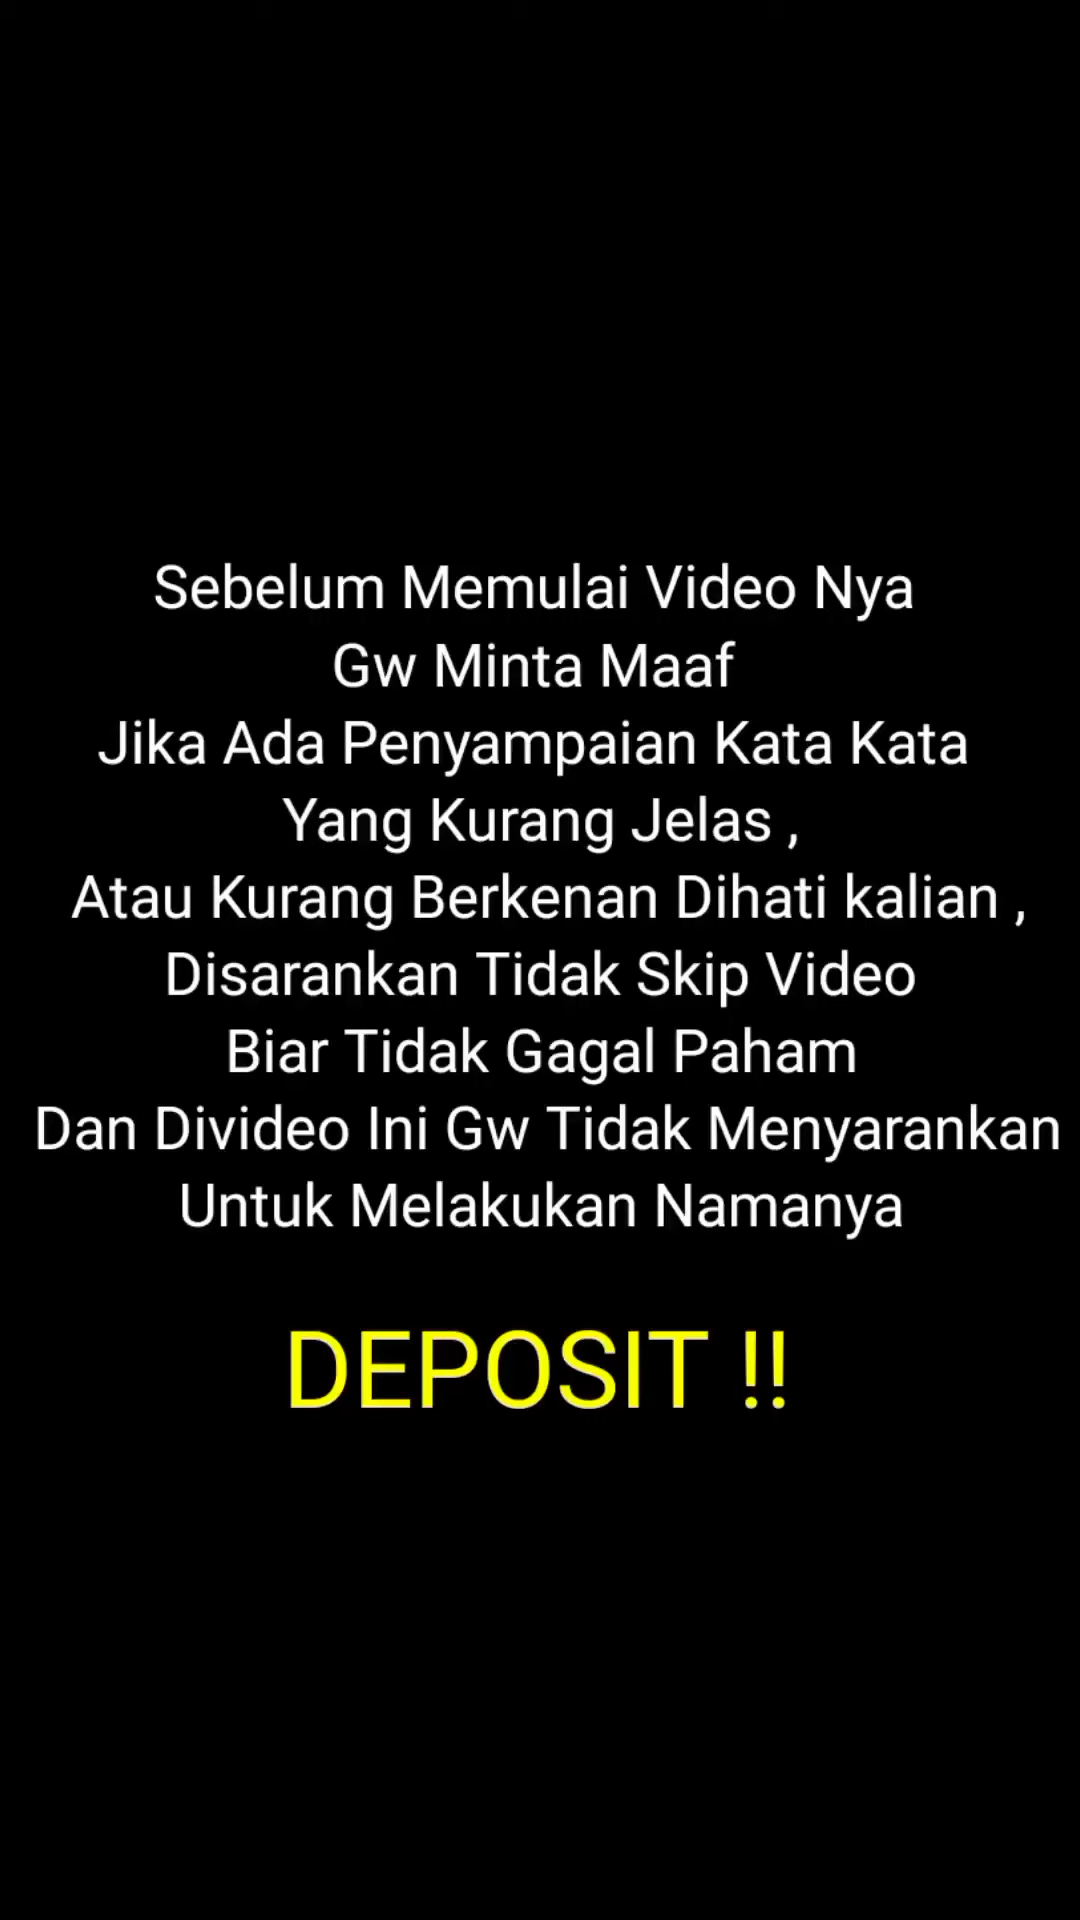 Sebelum Memulai Video Nya
Gw Minta Maaf
Jika Ada Penyampaian Kata Kata
Yang Kurang Jelas ,
Atau Kurang Berkenan Dihati kalian ,
Disarankan Tidak Skip Video
Biar Tidak Gagal Paham
Dan Divideo Ini Gw Tidak Menyarankan
Untuk Melakukan Namanya
DEPOSIT !!